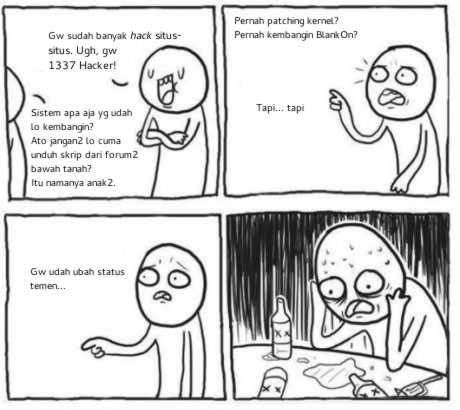 Gw sudah banyak hack situs-
situs. Ugh, gw
1337 Hacker!
Sistem apa aja yg udah
lo kembangin?
Ato jangan2 lo cuma
unduh skrip dari forum2
bawah tanah?
Itu namanya anak2.
Pernah patching kernel?
Pernah kembangin BlankOn?
Tapi... tapi
Gw udah ubah status
temen...